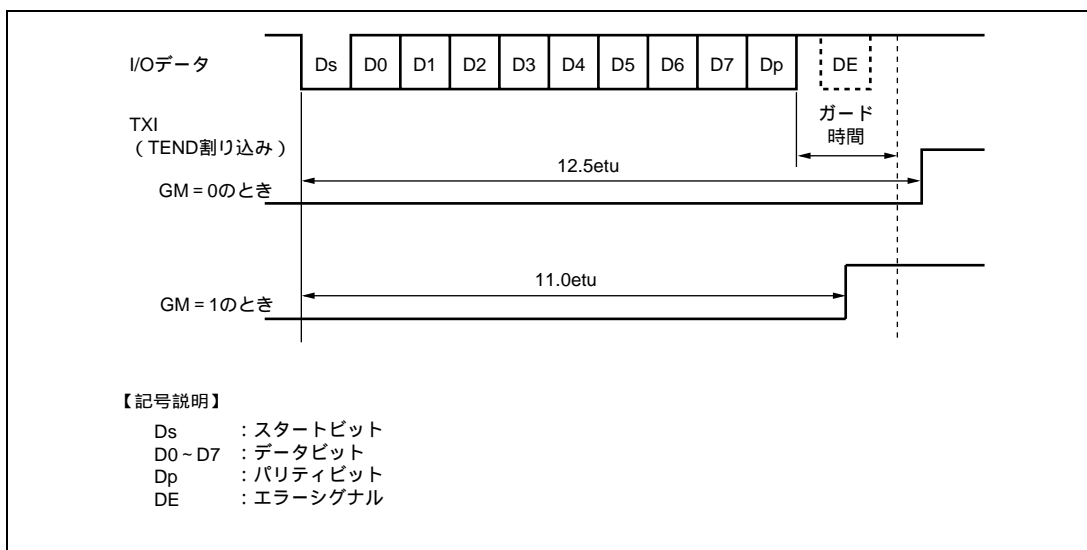 I/Oデータ
Ds D0 D1 D2 D3 D4 D5 D6 D7 Dp DE
ガード
時間
TXI
(TEND割り込み)
12.5etu
GM = 0のとき
11.0etu
GM = 1のとき
【記号説明】
Ds :スタートビット
D0~D7 :データビット
Dp :パリティビット
DE :エラーシグナル